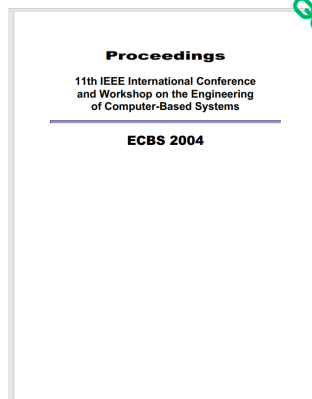 Proceedings
11th IEEE International Conference
and Workshop on the Engineering
of Computer-Based Systems
ECBS 2004